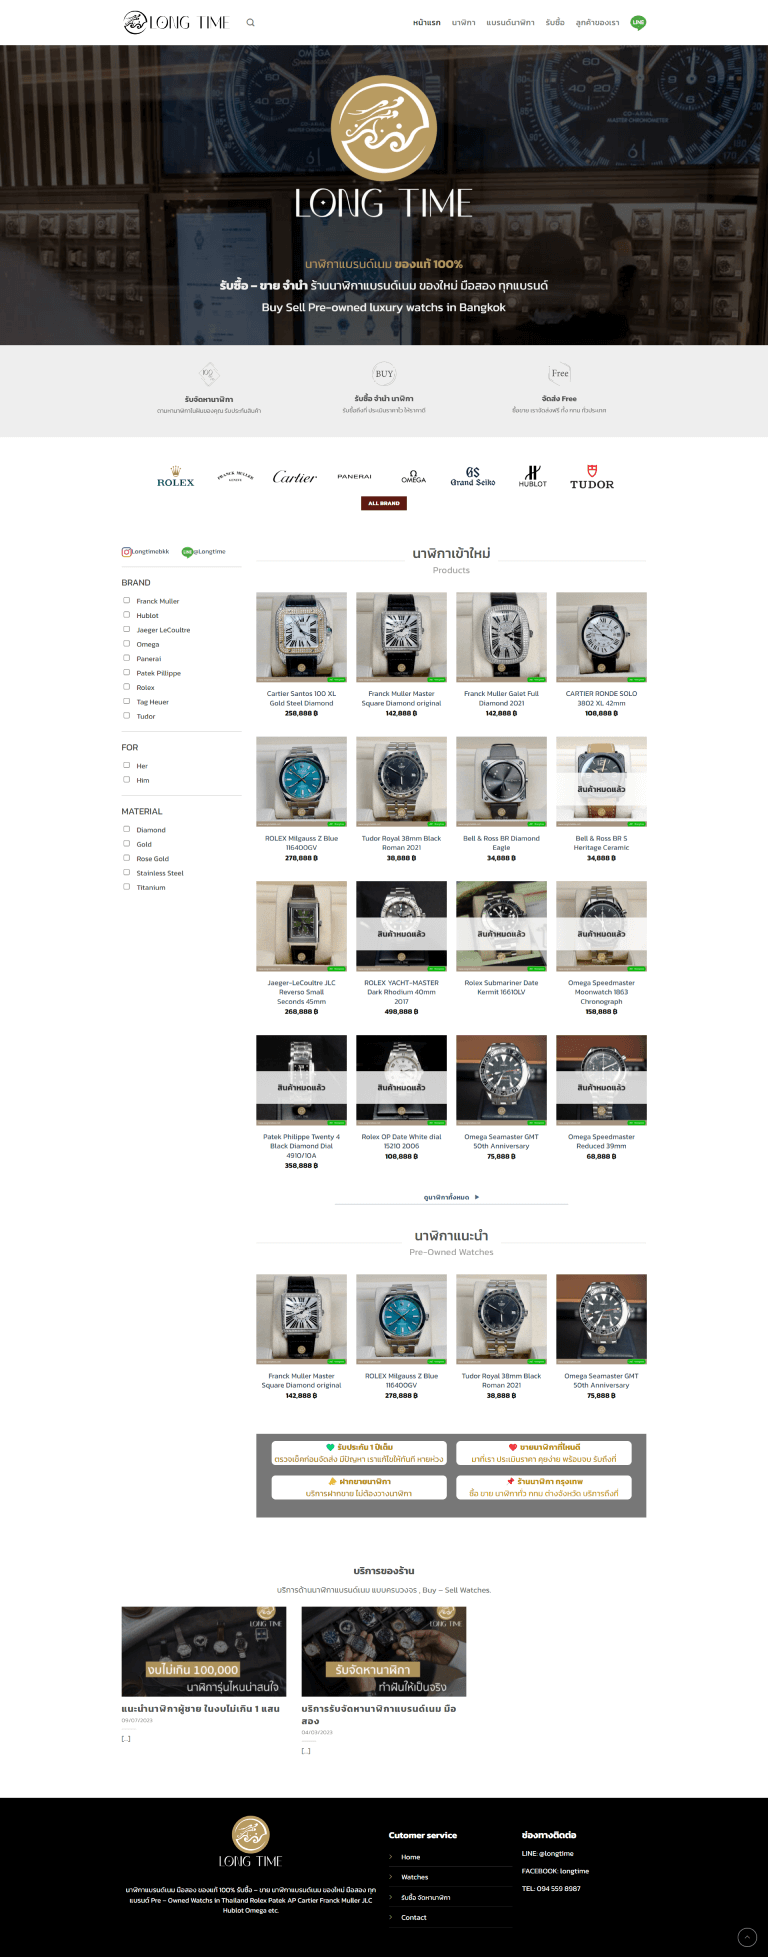 LONG TIME
หน้าแรก
นาฬิกา
แบรนด์นาฬิกา
รับซื้อ
ลูกค้าของเรา
LINE
LONG TIME
นาฬิกาแบรนด์เนม ของแท้ 100%
รับซื้อ – ขาย จำนำ ร้านนาฬิกาแบรนด์เนม ของใหม่ มือสอง ทุกแบรนด์
Buy Sell Pre-owned luxury watchs in Bangkok
100
BUY
Free
รับจัดหานาฬิกา
รับซื้อ จำนำ นาฬิกา
จัดส่ง Free
ตามหานาฬิกาในฝันของคุณ รับประกันสินค้า
รับซื้อถึงที่ ประเมินราคาไว ให้ราคาดี
ซื้อขาย เราจัดส่งฟรี ทั้ง กทม ทั่วประเทศ
ROLEX
FRANCK MULLER
GENEVE
Cartier
PANERAI
OMEGA
GS
Grand Seiko
HUBLOT
TUDOR
ALL BRAND
Longtimebkk
LINE
@Longtime
BRAND
Franck Muller
Hublot
Jaeger LeCoultre
Omega
Panerai
Patek Pillippe
Rolex
Tag Heuer
Tudor
FOR
Her
Him
MATERIAL
Diamond
Gold
Rose Gold
Stainless Steel
Titanium
นาฬิกาเข้าใหม่
Products
Cartier Santos 100 XL
Gold Steel Diamond
258,888 ฿
Franck Muller Master
Square Diamond original
142,888 ฿
Franck Muller Galet Full
Diamond 2021
142,888 ฿
CARTIER RONDE SOLO
3802 XL 42mm
108,888 ฿
ROLEX Milgauss Z Blue
116400GV
278,888 ฿
Tudor Royal 38mm Black
Roman 2021
38,888 ฿
Bell & Ross BR Diamond
Eagle
34,888 ฿
สินค้าหมดแล้ว
Bell & Ross BR S
Heritage Ceramic
34,888 ฿
Jaeger-LeCoultre JLC
Reverso Small
Seconds 45mm
268,888 ฿
สินค้าหมดแล้ว
ROLEX YACHT-MASTER
Dark Rhodium 40mm
2017
498,888 ฿
สินค้าหมดแล้ว
Rolex Submariner Date
Kermit 16610LV
สินค้าหมดแล้ว
Omega Speedmaster
Moonwatch 1863
Chronograph
158,888 ฿
สินค้าหมดแล้ว
Patek Philippe Twenty 4
Black Diamond Dial
4910/10A
358,888 ฿
สินค้าหมดแล้ว
Rolex OP Date White dial
15210 2006
108,888 ฿
Omega Seamaster GMT
50th Anniversary
75,888 ฿
สินค้าหมดแล้ว
Omega Speedmaster
Reduced 39mm
68,888 ฿
ดูนาฬิกาทั้งหมด
นาฬิกาแนะนำ
Pre-Owned Watches
Franck Muller Master
Square Diamond original
142,888 ฿
ROLEX Milgauss Z Blue
116400GV
278,888 ฿
Tudor Royal 38mm Black
Roman 2021
38,888 ฿
Omega Seamaster GMT
50th Anniversary
75,888 ฿
รับประกัน 1 ปีเต็ม
ตรวจเช็คก่อนจัดส่ง มีปัญหา เราแก้ไขให้ทันที หายห่วง
ขายนาฬิกาที่ไหนดี
มาที่เรา ประเมินราคา คุยง่าย พร้อมจบ รับถึงที่
ฝากขายนาฬิกา
บริการฝากขาย ไม่ต้องวางนาฬิกา
ร้านนาฬิกา กรุงเทพ
ซื้อ ขาย นาฬิกาทั่ว กทม ต่างจังหวัด บริการถึงที่
บริการของร้าน
บริการด้านนาฬิกาแบรนด์เนม แบบครบวงจร , Buy – Sell Watches.
LONG TIME
งบไม่เกิน 100,000
นาฬิการุ่นไหนน่าสนใจ
LONG TIME
รับจัดหานาฬิกา
ทำฝันให้เป็นจริง
แนะนำนาฬิกาผู้ชาย ในงบไม่เกิน 1 แสน
09/07/2023
[...]
บริการรับจัดหานาฬิกาแบรนด์เนม มือ
สอง
04/03/2023
[...]
LONG TIME
นาฬิกาแบรนด์เนม มือสอง ของแท้ 100% รับซื้อ – ขาย นาฬิกาแบรนด์เนม ของใหม่ มือสอง ทุก
แบรนด์ Pre – Owned Watchs in Thailand Rolex Patek AP Cartier Franck Muller JLC
Hublot Omega etc.
Cutomer service
Home
Watches
รับซื้อ จัดหานาฬิกา
Contact
ช่องทางติดต่อ
LINE: @longtime
FACEBOOK: longtime
TEL: 094 559 8987